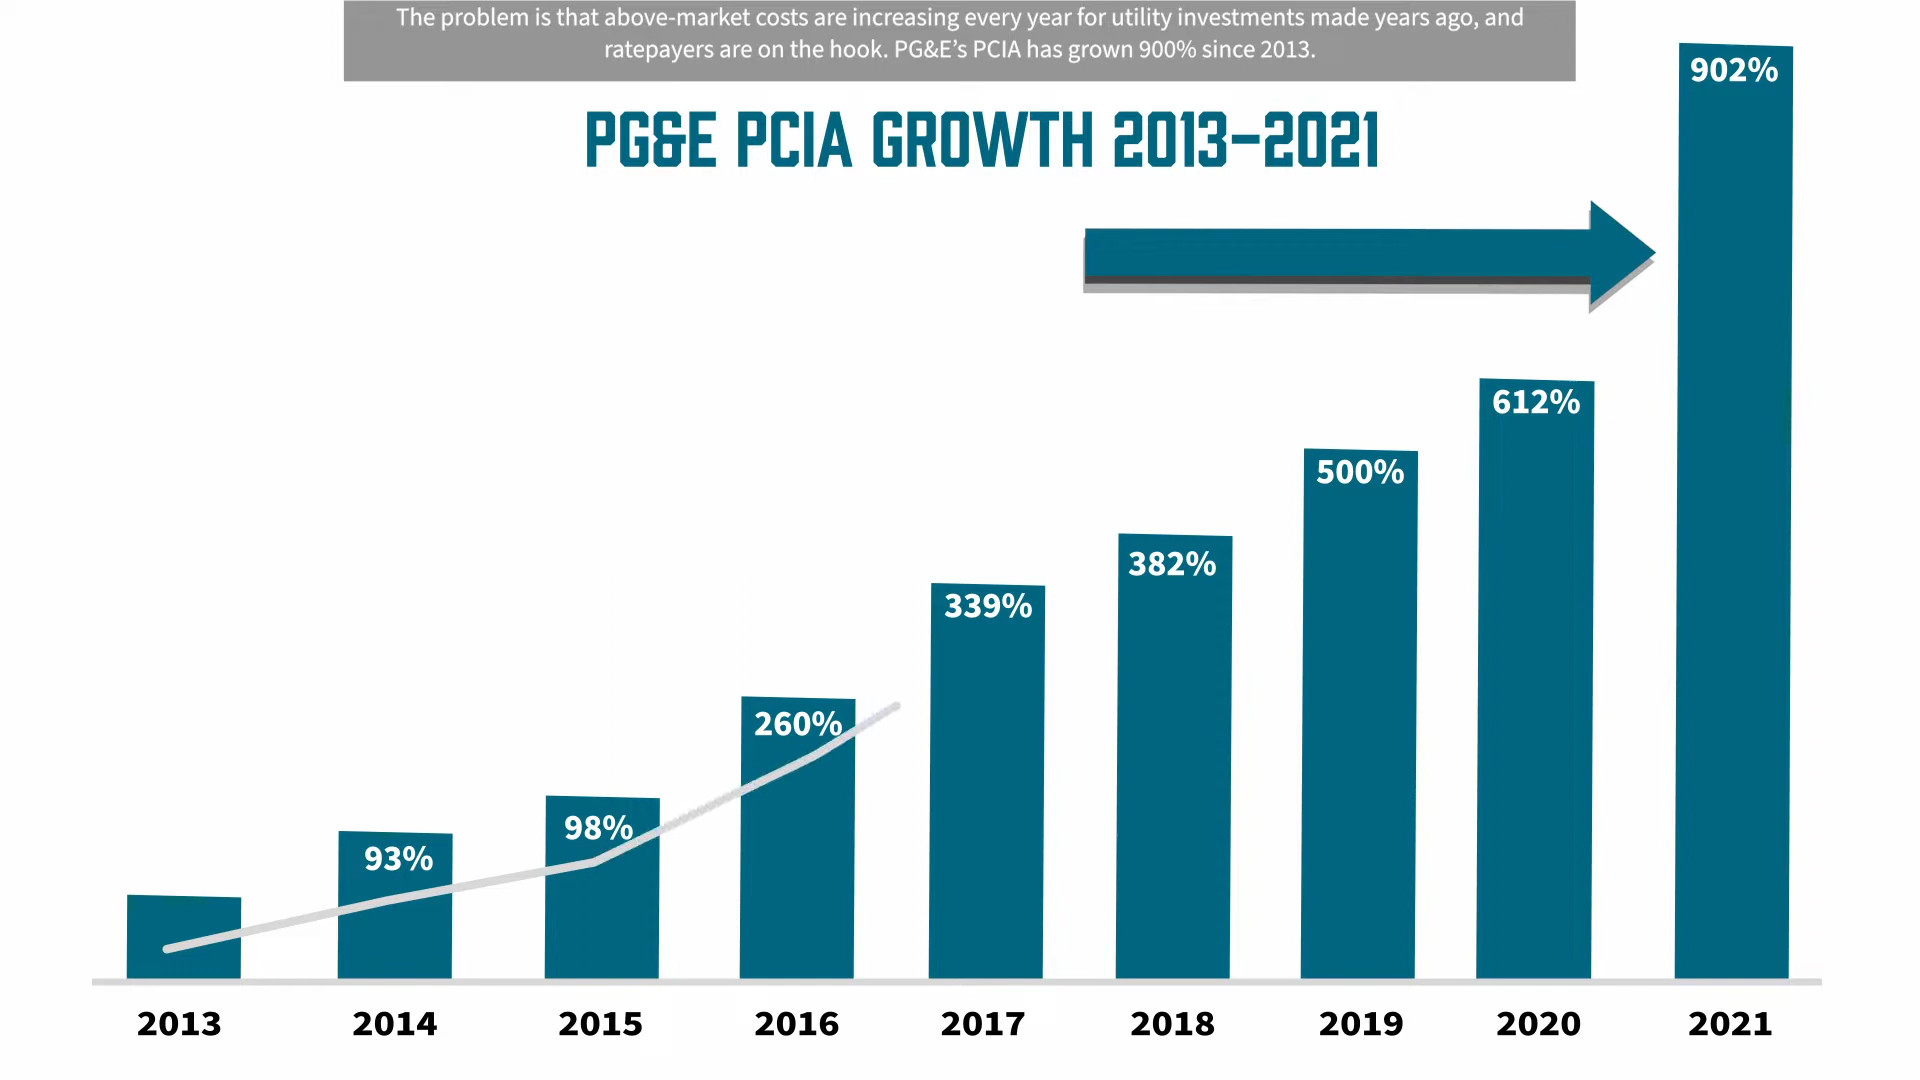 The problem is that above-market costs are increasing every year for utility investments made years ago, and
ratepayers are on the hook. PG&E’s PCIA has grown 900% since 2013.
PG&E PCIA GROWTH 2013–2021
902%
612%
500%
382%
339%
260%
98%
93%
2013 2014 2015 2016 2017 2018 2019 2020 2021